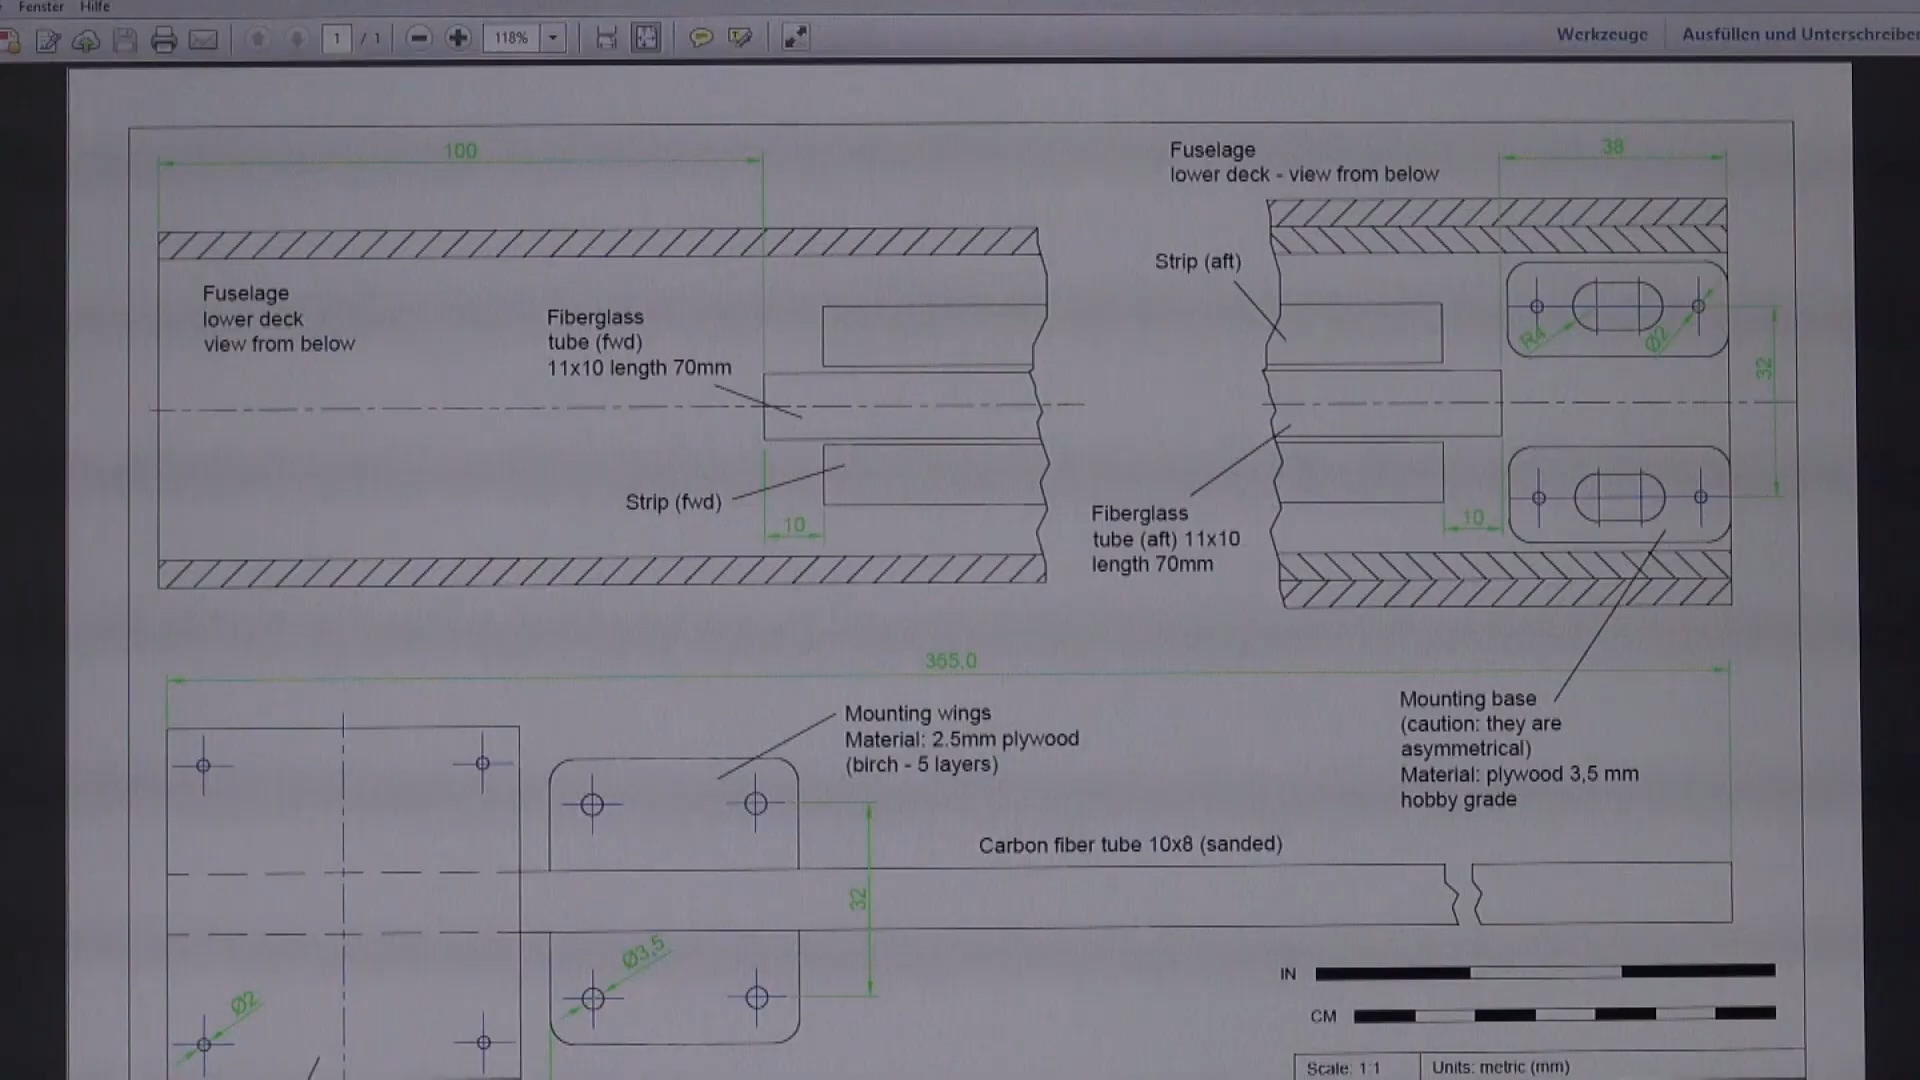 Fenster Hilfe
1 / 1 118% Werkzeuge Ausfüllen und Unterschreiben
100
Fuselage
lower deck - view from below
38
Strip (aft)
Fuselage
lower deck
view from below
Fiberglass
tube (fwd)
11x10 length 70mm
R4
Ø2
32
Strip (fwd)
10
Fiberglass
tube (aft) 11x10
length 70mm
10
365,0
Mounting wings
Material: 2.5mm plywood
(birch - 5 layers)
Mounting base
(caution: they are
asymmetrical)
Material: plywood 3,5 mm
hobby grade
Carbon fiber tube 10x8 (sanded)
32
Ø3,5
Ø2
IN
CM
Scale: 1:1 Units: metric (mm)